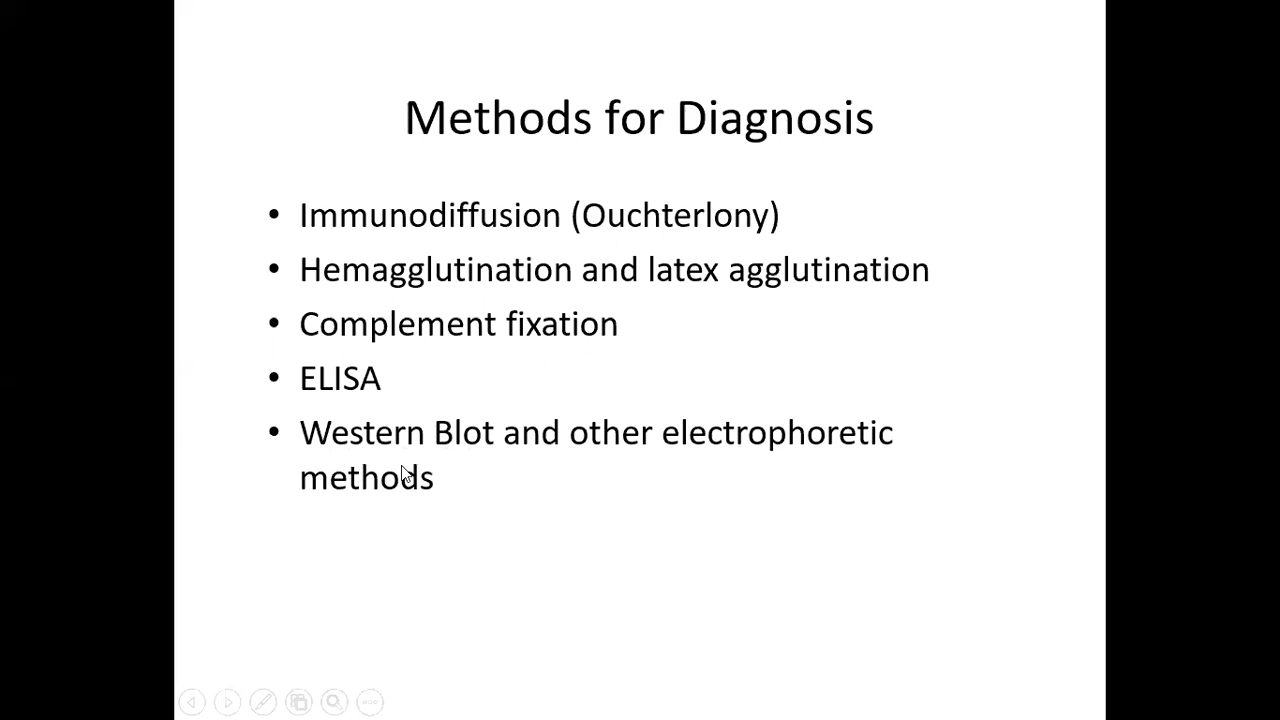 Methods for Diagnosis
• Immunodiffusion (Ouchterlony)
• Hemagglutination and latex agglutination
• Complement fixation
• ELISA
• Western Blot and other electrophoretic
methods